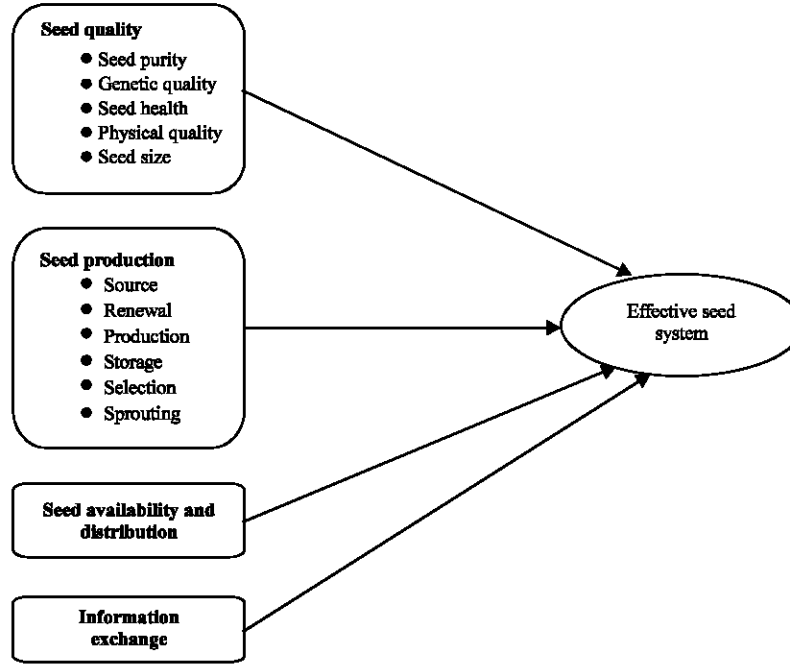 Seed quality
● Seed purity
● Genetic quality
● Seed health
● Physical quality
● Seed size
Seed production
● Source
● Renewal
● Production
● Storage
● Selection
● Sprouting
Effective seed
system
Seed availability and
distribution
Information
exchange